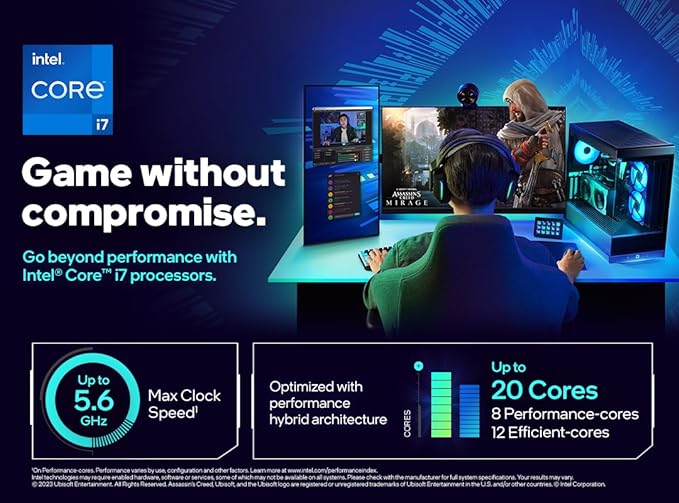 intel.
CORE™
i7
Game without
compromise.
Go beyond performance with
Intel® Core™ i7 processors.
ASSASSIN'S
CREED
MIRAGE
Up to
5.6
GHz
Max Clock
Speed¹
Optimized with
performance
hybrid architecture
CORES
Up to
20 Cores
8 Performance-cores
12 Efficient-cores
¹On Performance-cores. Performance varies by use, configuration and other factors. Learn more at www.intel.com/performanceindex.
Intel technologies may require enabled hardware, software or services, some of which may not be available on all systems. Please check with the manufacturer for full system specifications. Your results may vary.
© 2023 Ubisoft Entertainment. All Rights Reserved. Assassin's Creed, Ubisoft, and the Ubisoft logo are registered or unregistered trademarks of Ubisoft Entertainment in the U.S. and/or other countries. © Intel Corporation.